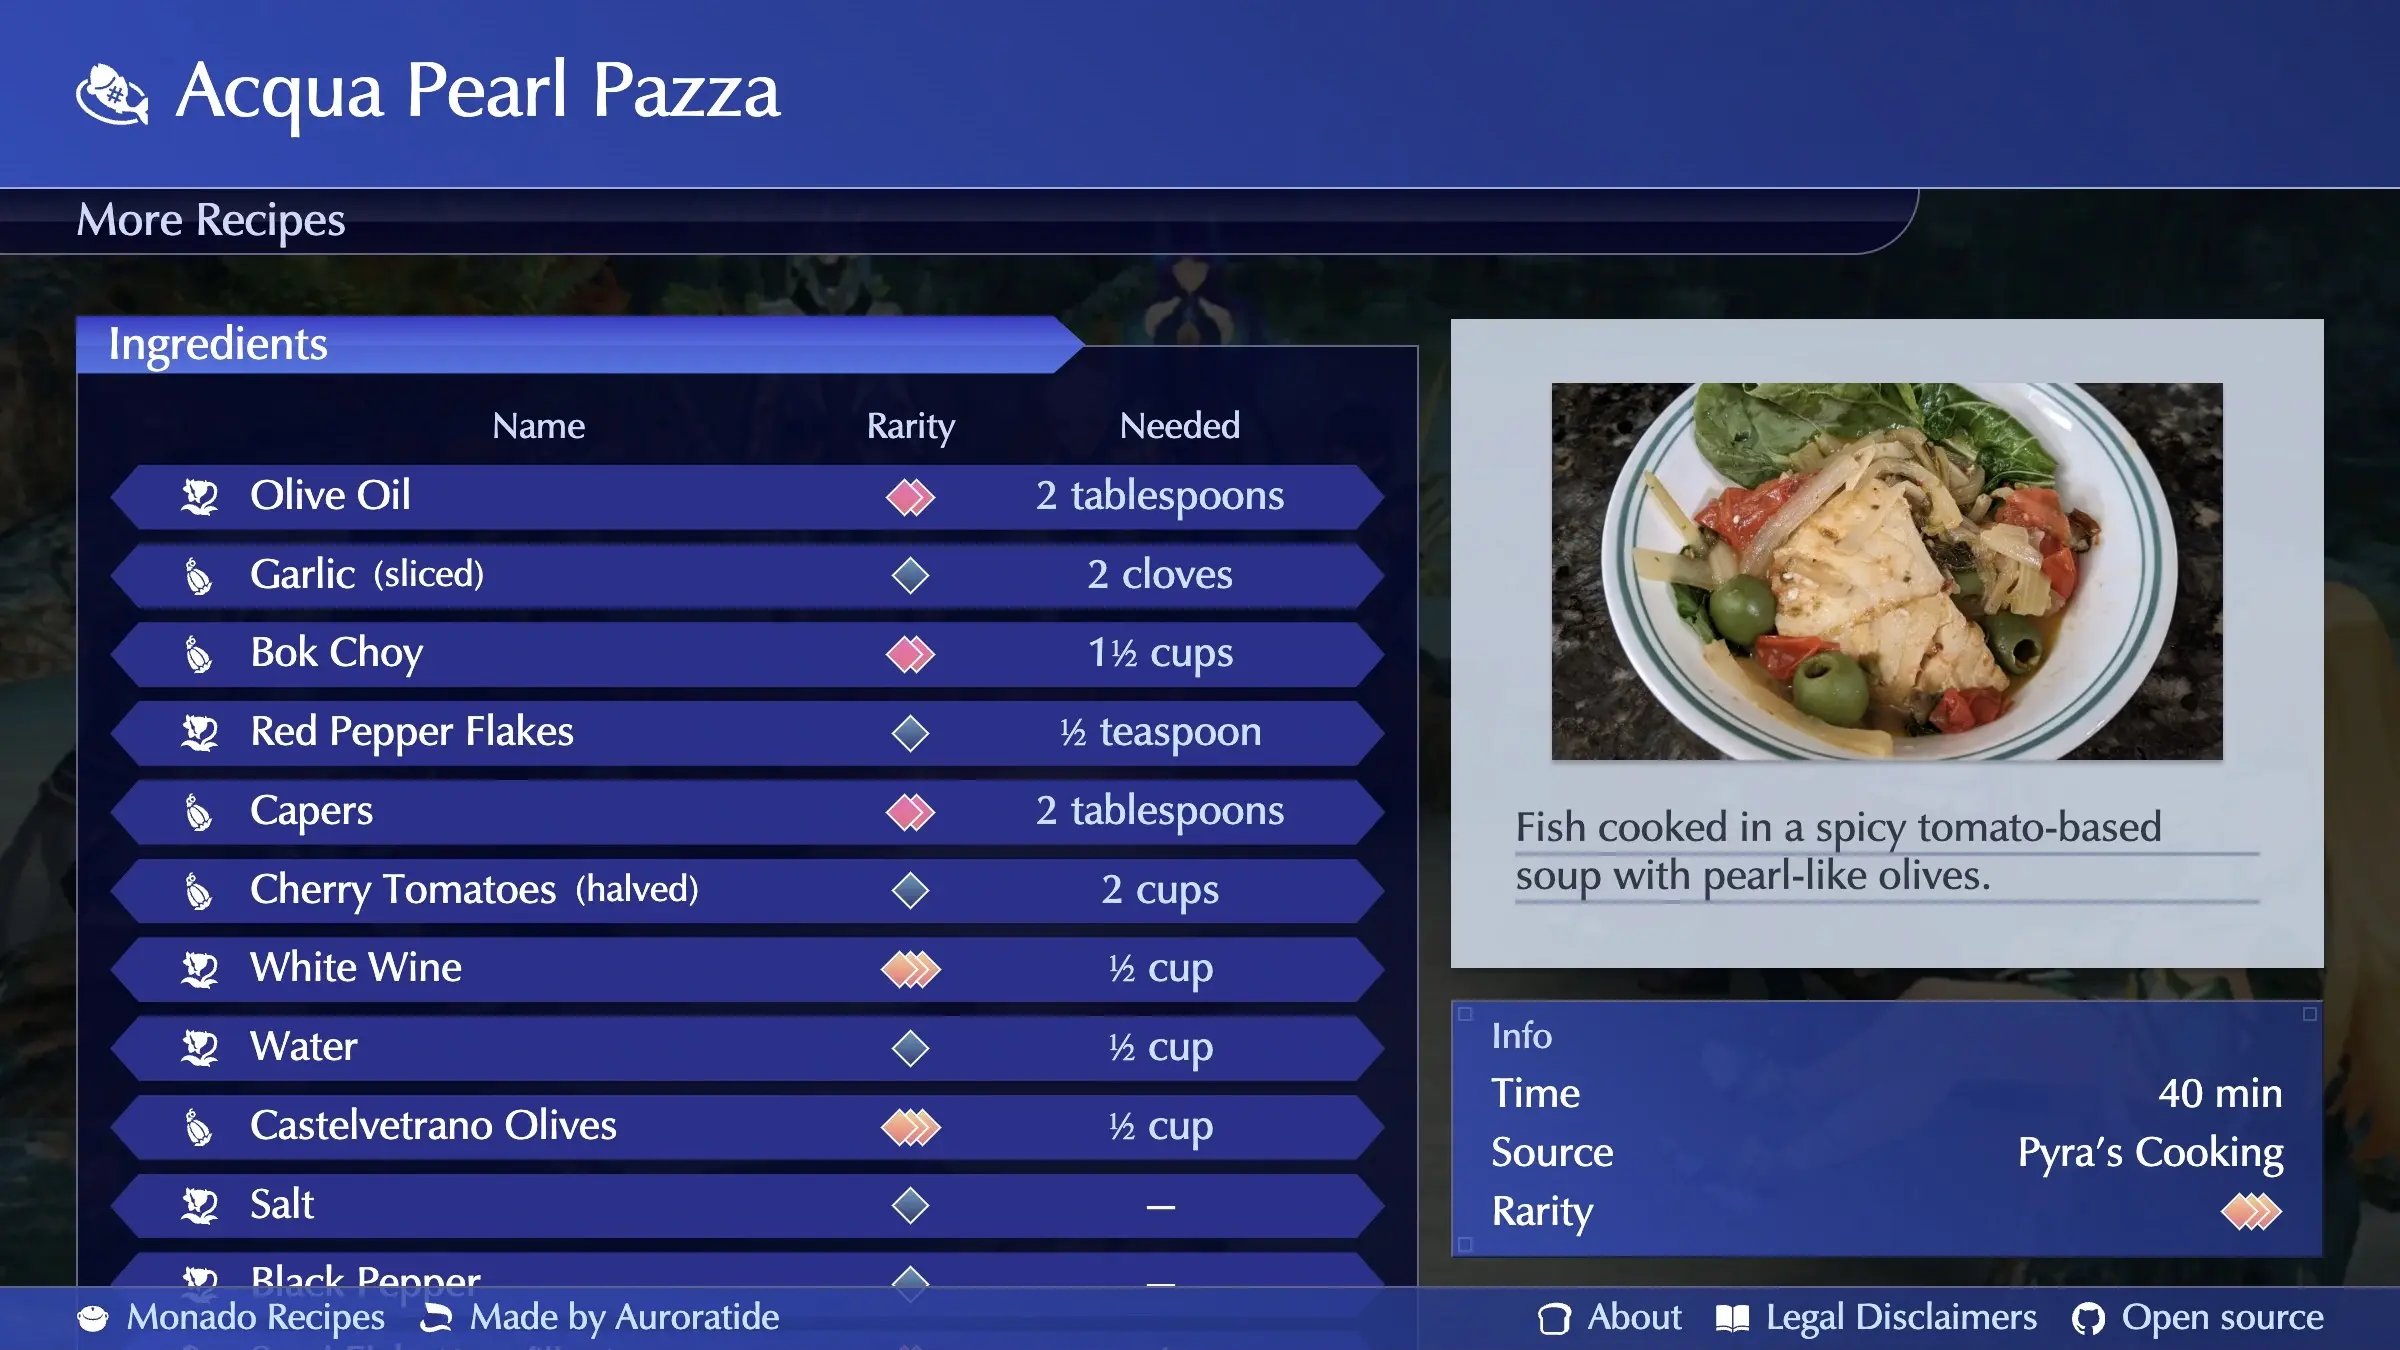 Acqua Pearl Pazza
More Recipes
Ingredients
Name Rarity Needed
Olive Oil 2 tablespoons
Garlic (sliced) 2 cloves
Bok Choy 1½ cups
Red Pepper Flakes ½ teaspoon
Capers 2 tablespoons
Cherry Tomatoes (halved) 2 cups
White Wine ½ cup
Water ½ cup
Castelvetrano Olives ½ cup
Salt —
Black Pepper —
Fish cooked in a spicy tomato-based
soup with pearl-like olives.
Info
Time 40 min
Source Pyra’s Cooking
Rarity
Monado Recipes Made by Auroratide About Legal Disclaimers Open source